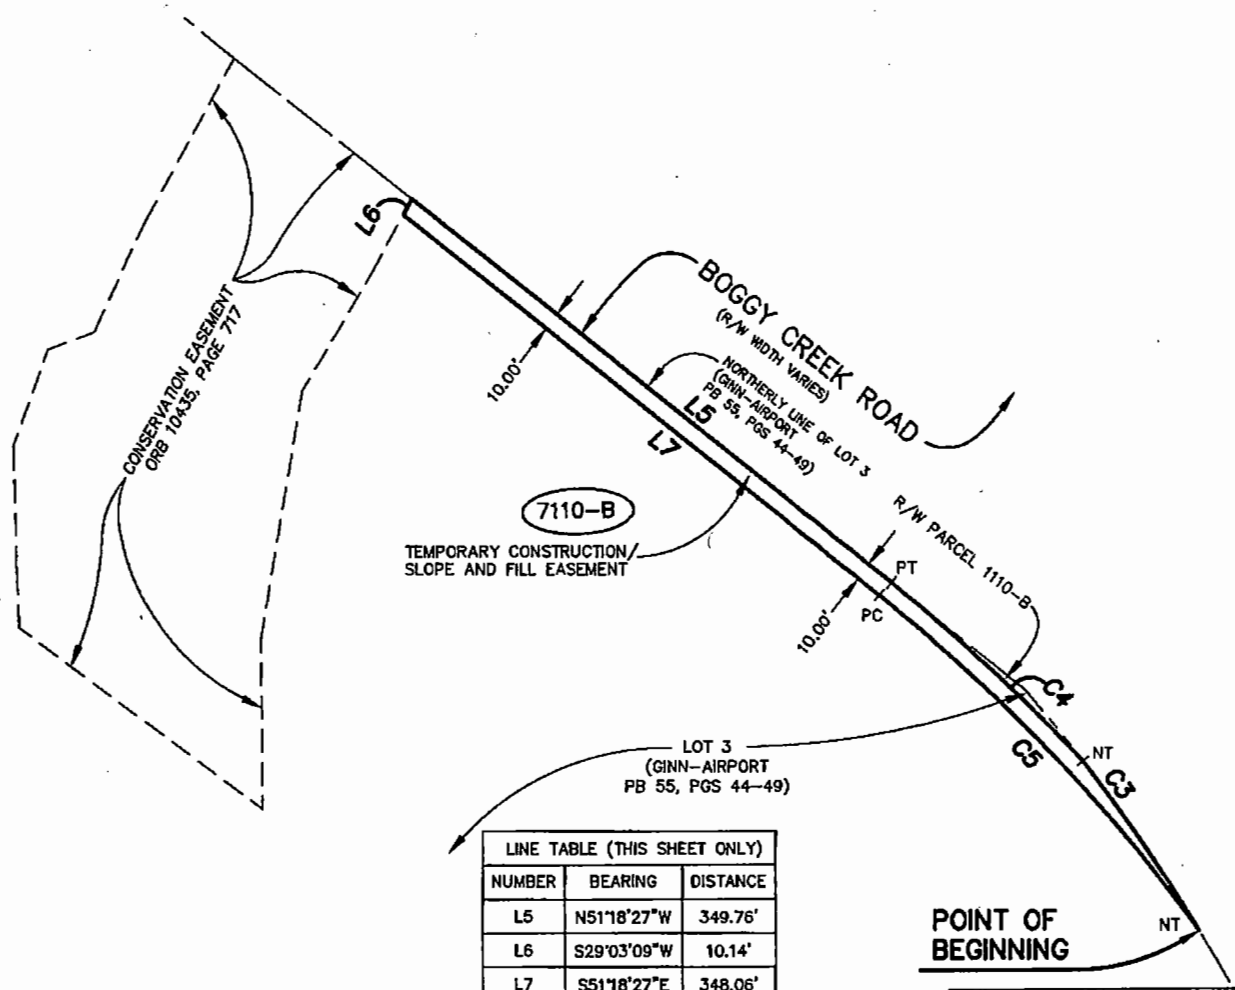 L6
BOGGY CREEK ROAD
(R/W WIDTH VARIES)
CONSERVATION EASEMENT
ORB 10435, PAGE 717
10.00'
NORTHERLY LINE OF LOT 3
(GINN-AIRPORT
PB 55, PGS 44-49)
L5
L7
7110-B
TEMPORARY CONSTRUCTION/
SLOPE AND FILL EASEMENT
R/W PARCEL 1110-B
PT
PC
10.00'
C4
C5
NT
C3
LOT 3
(GINN-AIRPORT
PB 55, PGS 44-49)
LINE TABLE (THIS SHEET ONLY)
NUMBER BEARING DISTANCE
L5 N51°18'27"W 349.76'
L6 S29°03'09"W 10.14'
L7 S51°18'27"E 348.06'
POINT OF
BEGINNING
NT